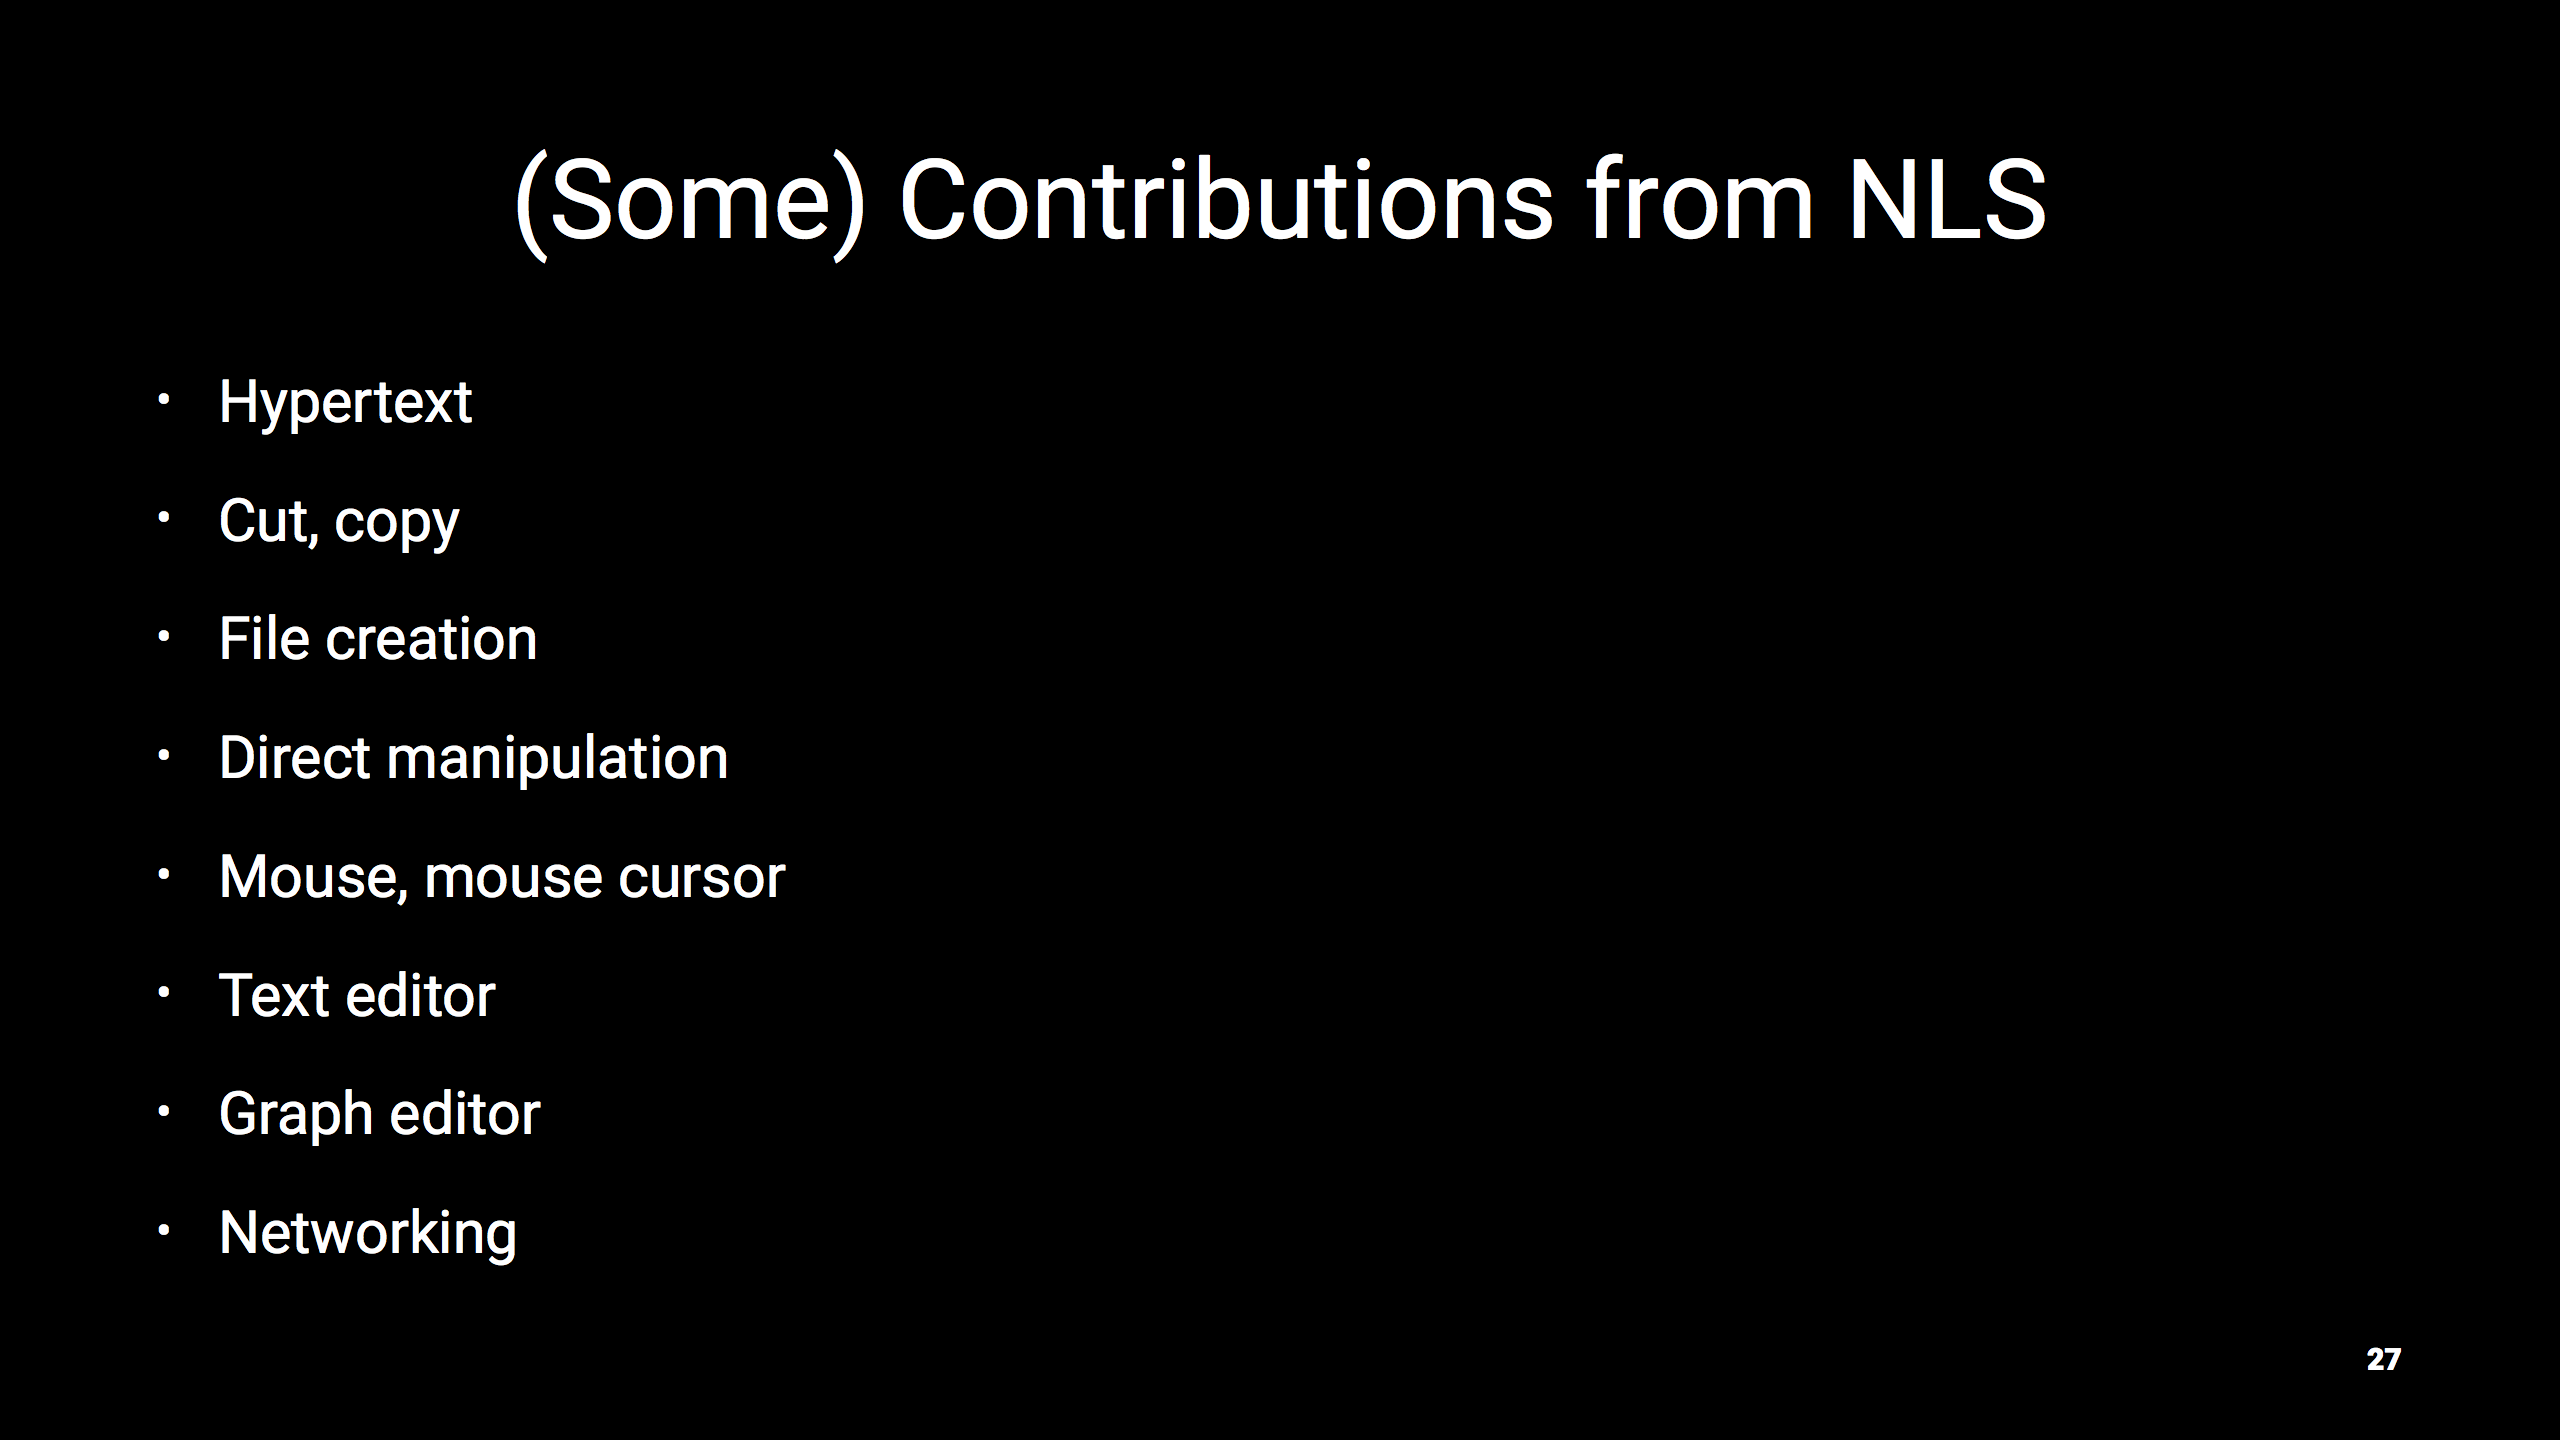 (Some) Contributions from NLS
• Hypertext
• Cut, copy
• File creation
• Direct manipulation
• Mouse, mouse cursor
• Text editor
• Graph editor
• Networking
27